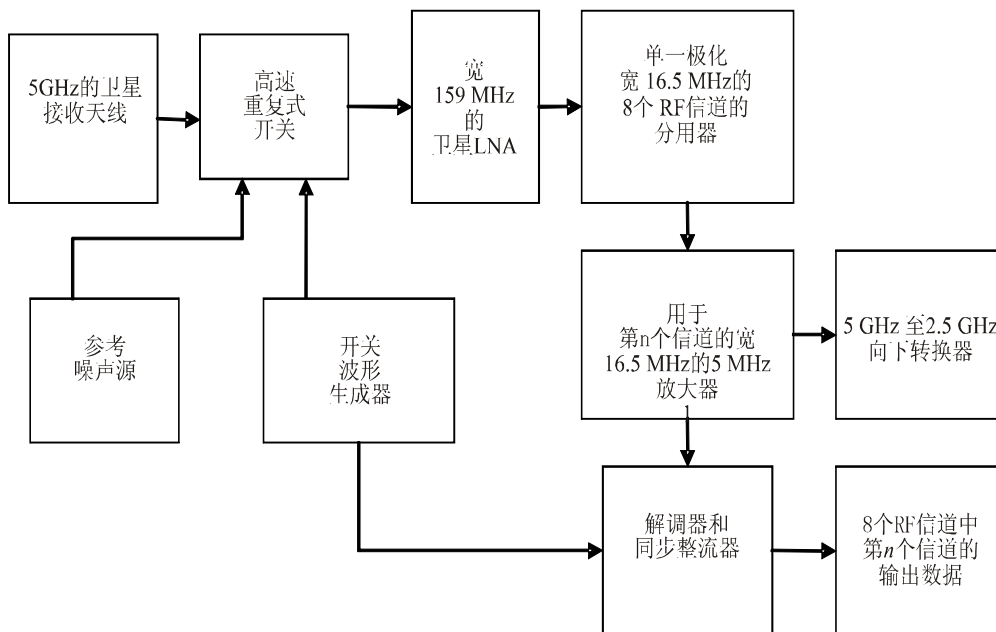 5GHz的卫星
接收天线
高速
重复式
开关
宽
159 MHz
的
卫星LNA
单一极化
宽 16.5 MHz的
8个 RF信道的
分用器
参考
噪声源
开关
波形
生成器
用于
第n个信道的宽
16.5 MHz的5 MHz
放大器
5 GHz 至2.5 GHz
向下转换器
解调器和
同步整流器
8个RF信道中
第n个信道的
输出数据